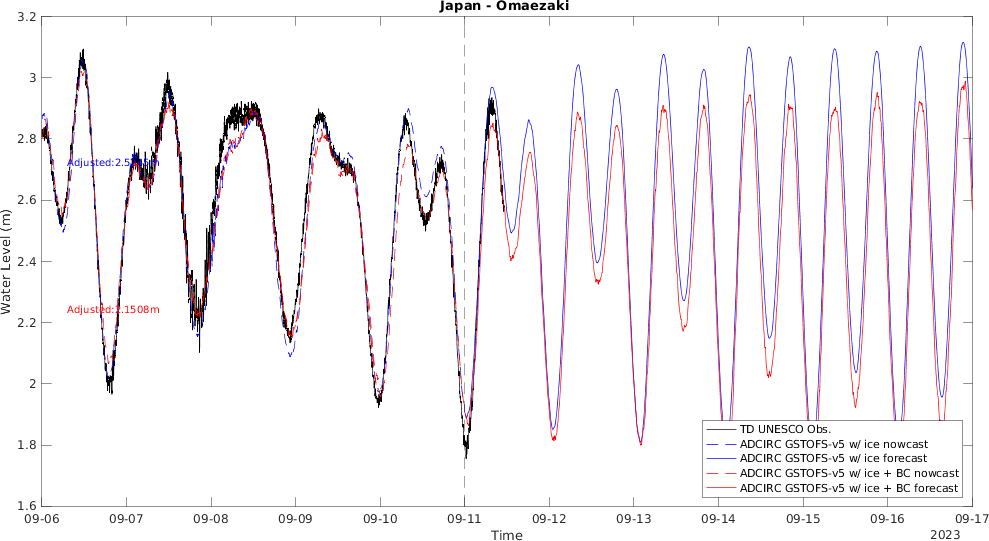 Japan - Omaezaki
Water Level (m)
3.2
3
2.8
2.6
2.4
2.2
2
1.8
1.6
Adjusted:1.1508m
TD UNESCO Obs.
ADCIRC GSTOFS-v5 w/ ice nowcast
ADCIRC GSTOFS-v5 w/ ice forecast
ADCIRC GSTOFS-v5 w/ ice + BC nowcast
ADCIRC GSTOFS-v5 w/ ice + BC forecast
09-06 09-07 09-08 09-09 09-10 09-11 09-12 09-13 09-14 09-15 09-16 09-17
Time
2023